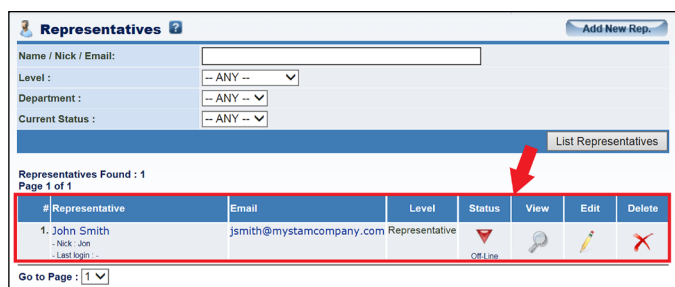 Representatives ?
Add New Rep.
Name / Nick / Email:
Level :
-- ANY --
Department :
-- ANY --
Current Status :
-- ANY --
List Representatives
Representatives Found : 1
Page 1 of 1
# Representative Email Level Status View Edit Delete
1. John Smith jsmith@mystamcompany.com Representative
- Nick : Jon
- Last login : -
Off-Line
Go to Page : 1